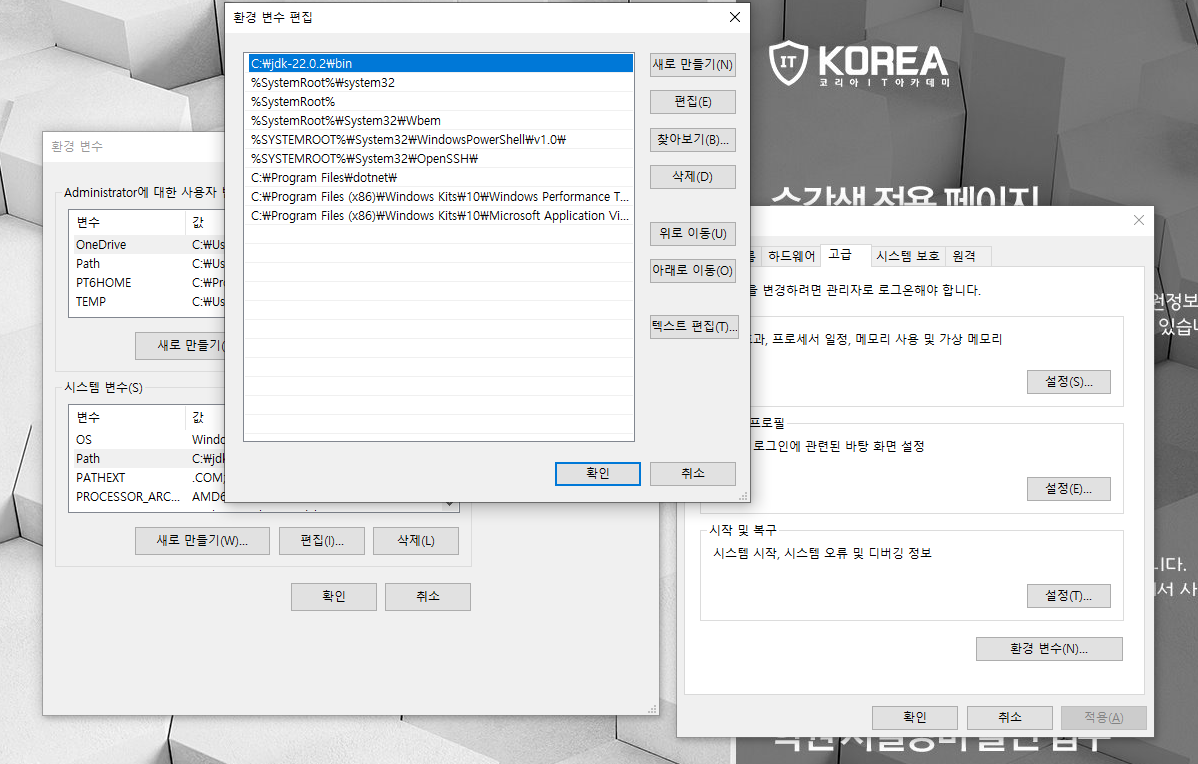 환경 변수 편집
C:₩jdk-22.0.2₩bin
%SystemRoot%₩system32
%SystemRoot%
%SystemRoot%₩System32₩Wbem
%SYSTEMROOT%₩System32₩WindowsPowerShell₩v1.0₩
%SYSTEMROOT%₩System32₩OpenSSH₩
C:₩Program Files₩dotnet₩
C:₩Program Files (x86)₩Windows Kits₩10₩Windows Performance T...
C:₩Program Files (x86)₩Windows Kits₩10₩Microsoft Application Vi...
새로 만들기(N)
편집(E)
찾아보기(B)...
삭제(D)
위로 이동(U)
아래로 이동(O)
텍스트 편집(T)...
확인
취소
환경 변수
Administrator에 대한 사용자
변수 값
OneDrive C:₩Us
Path C:₩Us
PT6HOME C:₩Pr
TEMP C:₩Us
새로 만들기(
시스템 변수(S)
변수 값
OS Windo
Path C:₩jdk
PATHEXT .COM;
PROCESSOR_ARC... AMD6
새로 만들기(W)... 편집(I)... 삭제(L)
확인 취소
IT KOREA
코리아IT아카데미
수강생 전용 페이지
하드웨어 고급 시스템 보호 원격
을 변경하려면 관리자로 로그온해야 합니다.
과, 프로세서 일정, 메모리 사용 및 가상 메모리
설정(S)...
프로필
로그인에 관련된 바탕 화면 설정
설정(E)...
시작 및 복구
시스템 시작, 시스템 오류 및 디버깅 정보
설정(T)...
환경 변수(N)...
확인 취소 적용(A)
원정보
있습니
니다.
서 사